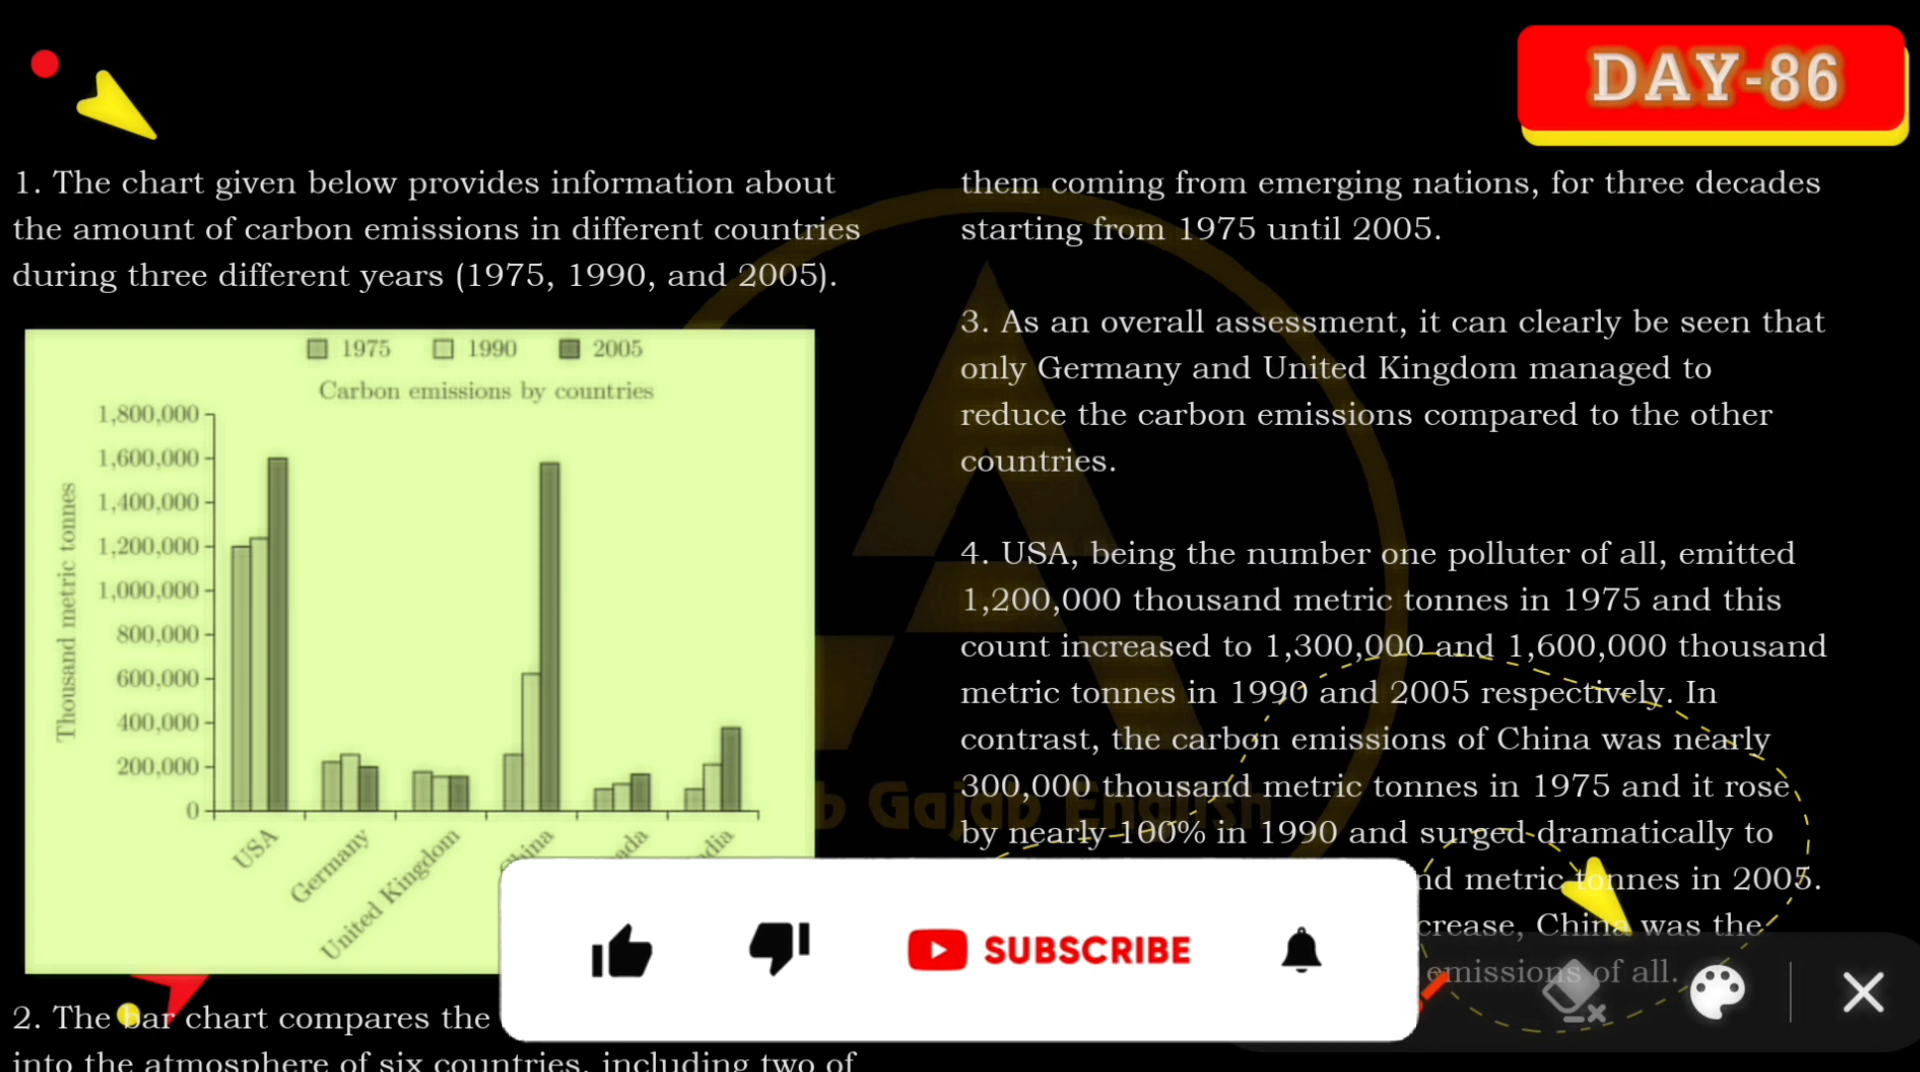 DAY-86
1. The chart given below provides information about
the amount of carbon emissions in different countries
during three different years (1975, 1990, and 2005).
1975 1990 2005
Carbon emissions by countries
Thousand metric tonnes
1,800,000
1,600,000
1,400,000
1,200,000
1,000,000
800,000
600,000
400,000
200,000
0
USA
Germany
United Kingdom
2. The bar chart compares the
into the atmosphere of six countries, including two of
them coming from emerging nations, for three decades
starting from 1975 until 2005.
3. As an overall assessment, it can clearly be seen that
only Germany and United Kingdom managed to
reduce the carbon emissions compared to the other
countries.
4. USA, being the number one polluter of all, emitted
1,200,000 thousand metric tonnes in 1975 and this
count increased to 1,300,000 and 1,600,000 thousand
metric tonnes in 1990 and 2005 respectively. In
contrast, the carbon emissions of China was nearly
300,000 thousand metric tonnes in 1975 and it rose
by nearly 100% in 1990 and surged dramatically to
metric tonnes in 2005.
China was the
emissions of all.
Gajab English
SUBSCRIBE